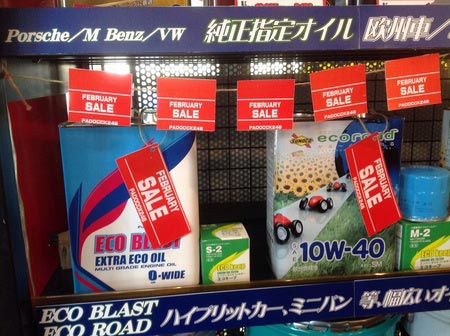 Porsche/M Benz/VW 純正指定オイル 欧州車/
FEBRUARY
SALE
PADDOCK246
FEBRUARY
SALE
PADDOCK246
FEBRUARY
SALE
PADDOCK246
FEBRUARY
SALE
PADDOCK246
FEBRUARY
SALE
PADDOCK246
FEBRUARY
SALE
PADDOCK246
FEBRUARY
SALE
PADDOCK246
ECO BLAST
EXTRA ECO OIL
MULTI GRADE ENGINE OIL
0-WIDE
S-2
SUNOCO
ecoroad
10W-40
M-2
ECO BLAST ハイブリットカー、ミニバン 等、幅広いオ
ECO ROAD